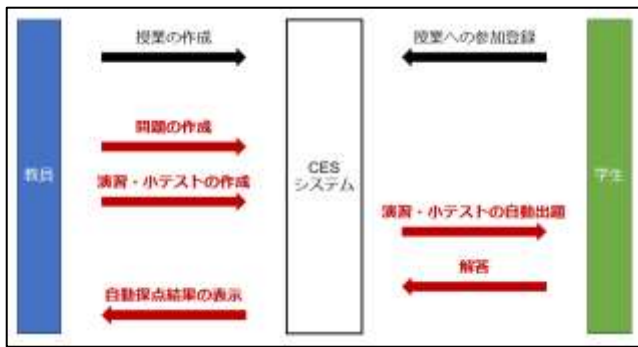 授業の作成
授業への参加登録
問題の作成
教員
演習・小テストの作成
CES
システム
学生
演習・小テストの自動出題
解答
自動採点結果の表示